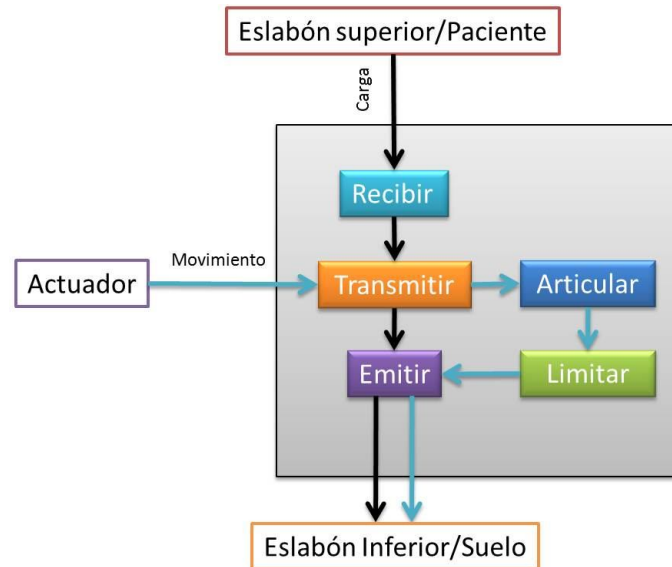 Eslabón superior/Paciente
Carga
Recibir
Movimiento
Actuador
Transmitir
Articular
Emitir
Limitar
Eslabón Inferior/Suelo